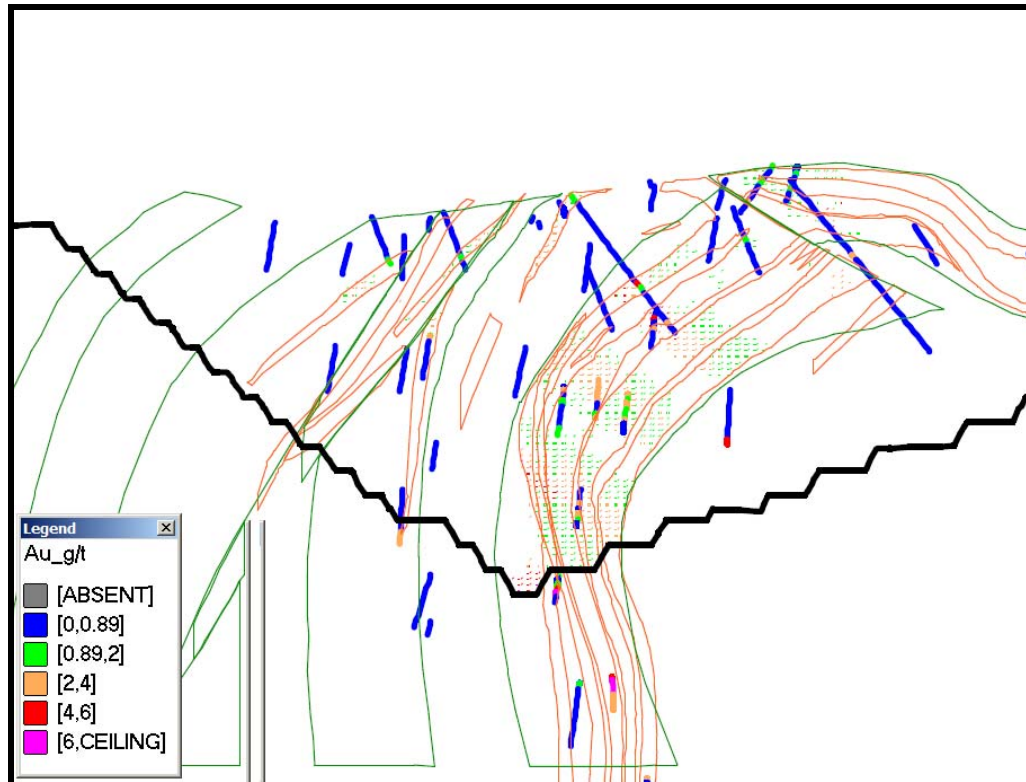 Legend
Au_g/t
[ABSENT]
[0,0.89]
[0.89,2]
[2,4]
[4,6]
[6,CEILING]